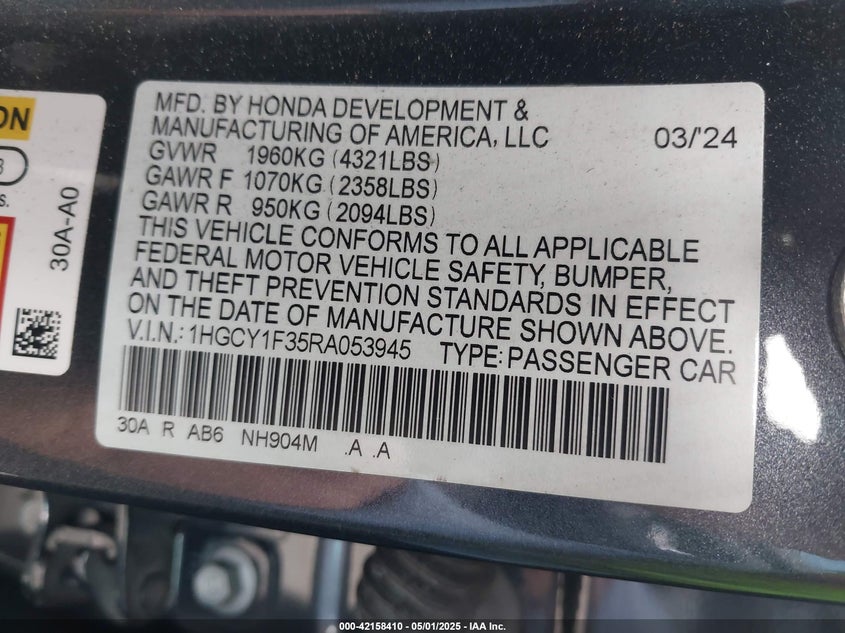 ON
3
s.
30A-A0
MFD. BY HONDA DEVELOPMENT &
MANUFACTURING OF AMERICA, LLC 03/'24
GVWR 1960KG (4321LBS)
GAWR F 1070KG (2358LBS)
GAWR R 950KG (2094LBS)
THIS VEHICLE CONFORMS TO ALL APPLICABLE
FEDERAL MOTOR VEHICLE SAFETY, BUMPER,
AND THEFT PREVENTION STANDARDS IN EFFECT
ON THE DATE OF MANUFACTURE SHOWN ABOVE.
V.I.N.: 1HGCY1F35RA053945 TYPE: PASSENGER CAR
30A R AB6 NH904M .A .A
000-42158410 - 05/01/2025 - IAA Inc.